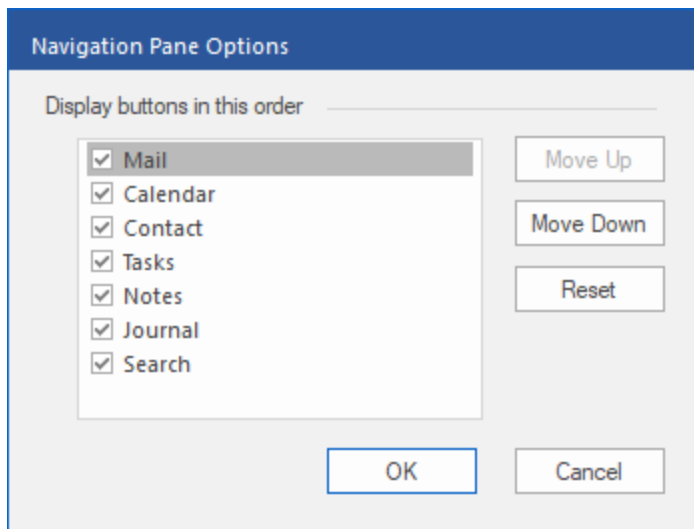 Navigation Pane Options
Display buttons in this order
Mail
Calendar
Contact
Tasks
Notes
Journal
Search
Move Up
Move Down
Reset
OK
Cancel